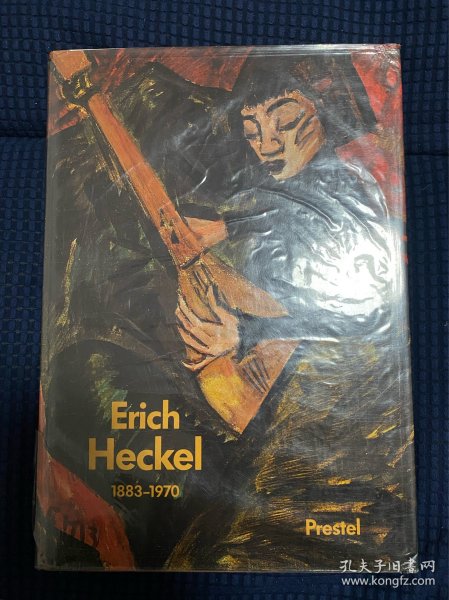 Erich
Heckel
1883-1970
Prestel
孔夫子旧书网
www.kongfz.com